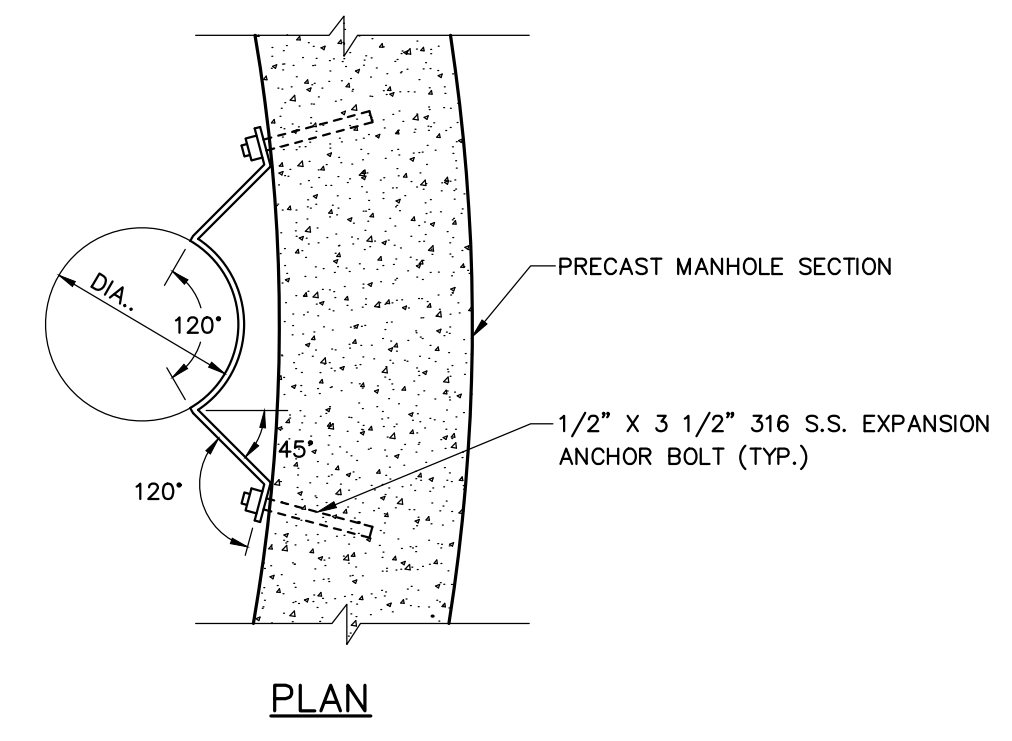 DIA..
120°
PRECAST MANHOLE SECTION
1/2" X 3 1/2" 316 S.S. EXPANSION
ANCHOR BOLT (TYP.)
45°
120°
PLAN